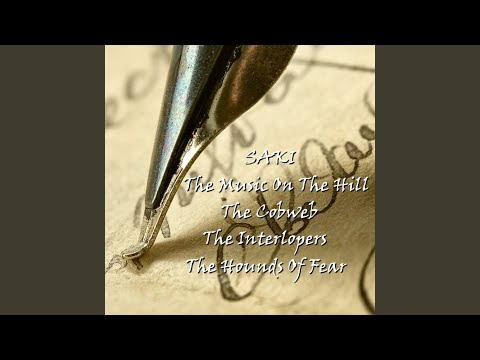 SAKI
The Music On The Hill
The Cobweb
The Interlopers
The Hounds Of Fear